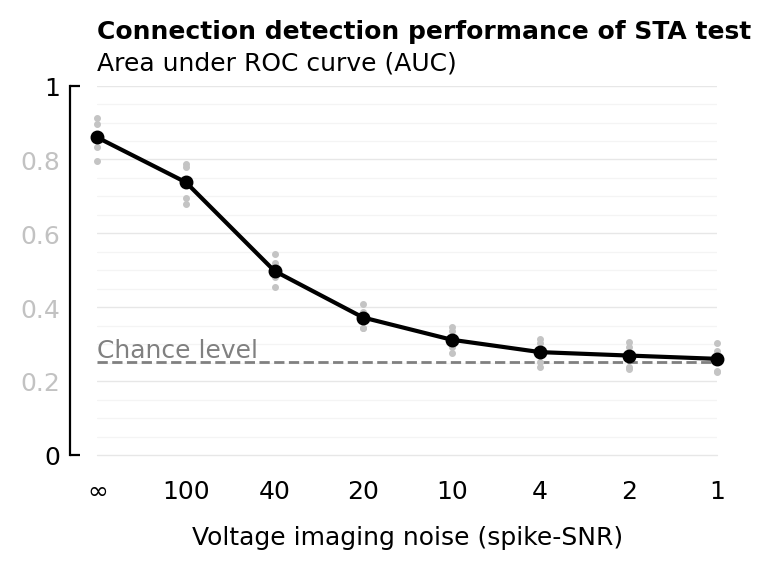 Connection detection performance of STA test
Area under ROC curve (AUC)
1
0.8
0.6
0.4
Chance level
0.2
0
∞ 100 40 20 10 4 2 1
Voltage imaging noise (spike-SNR)